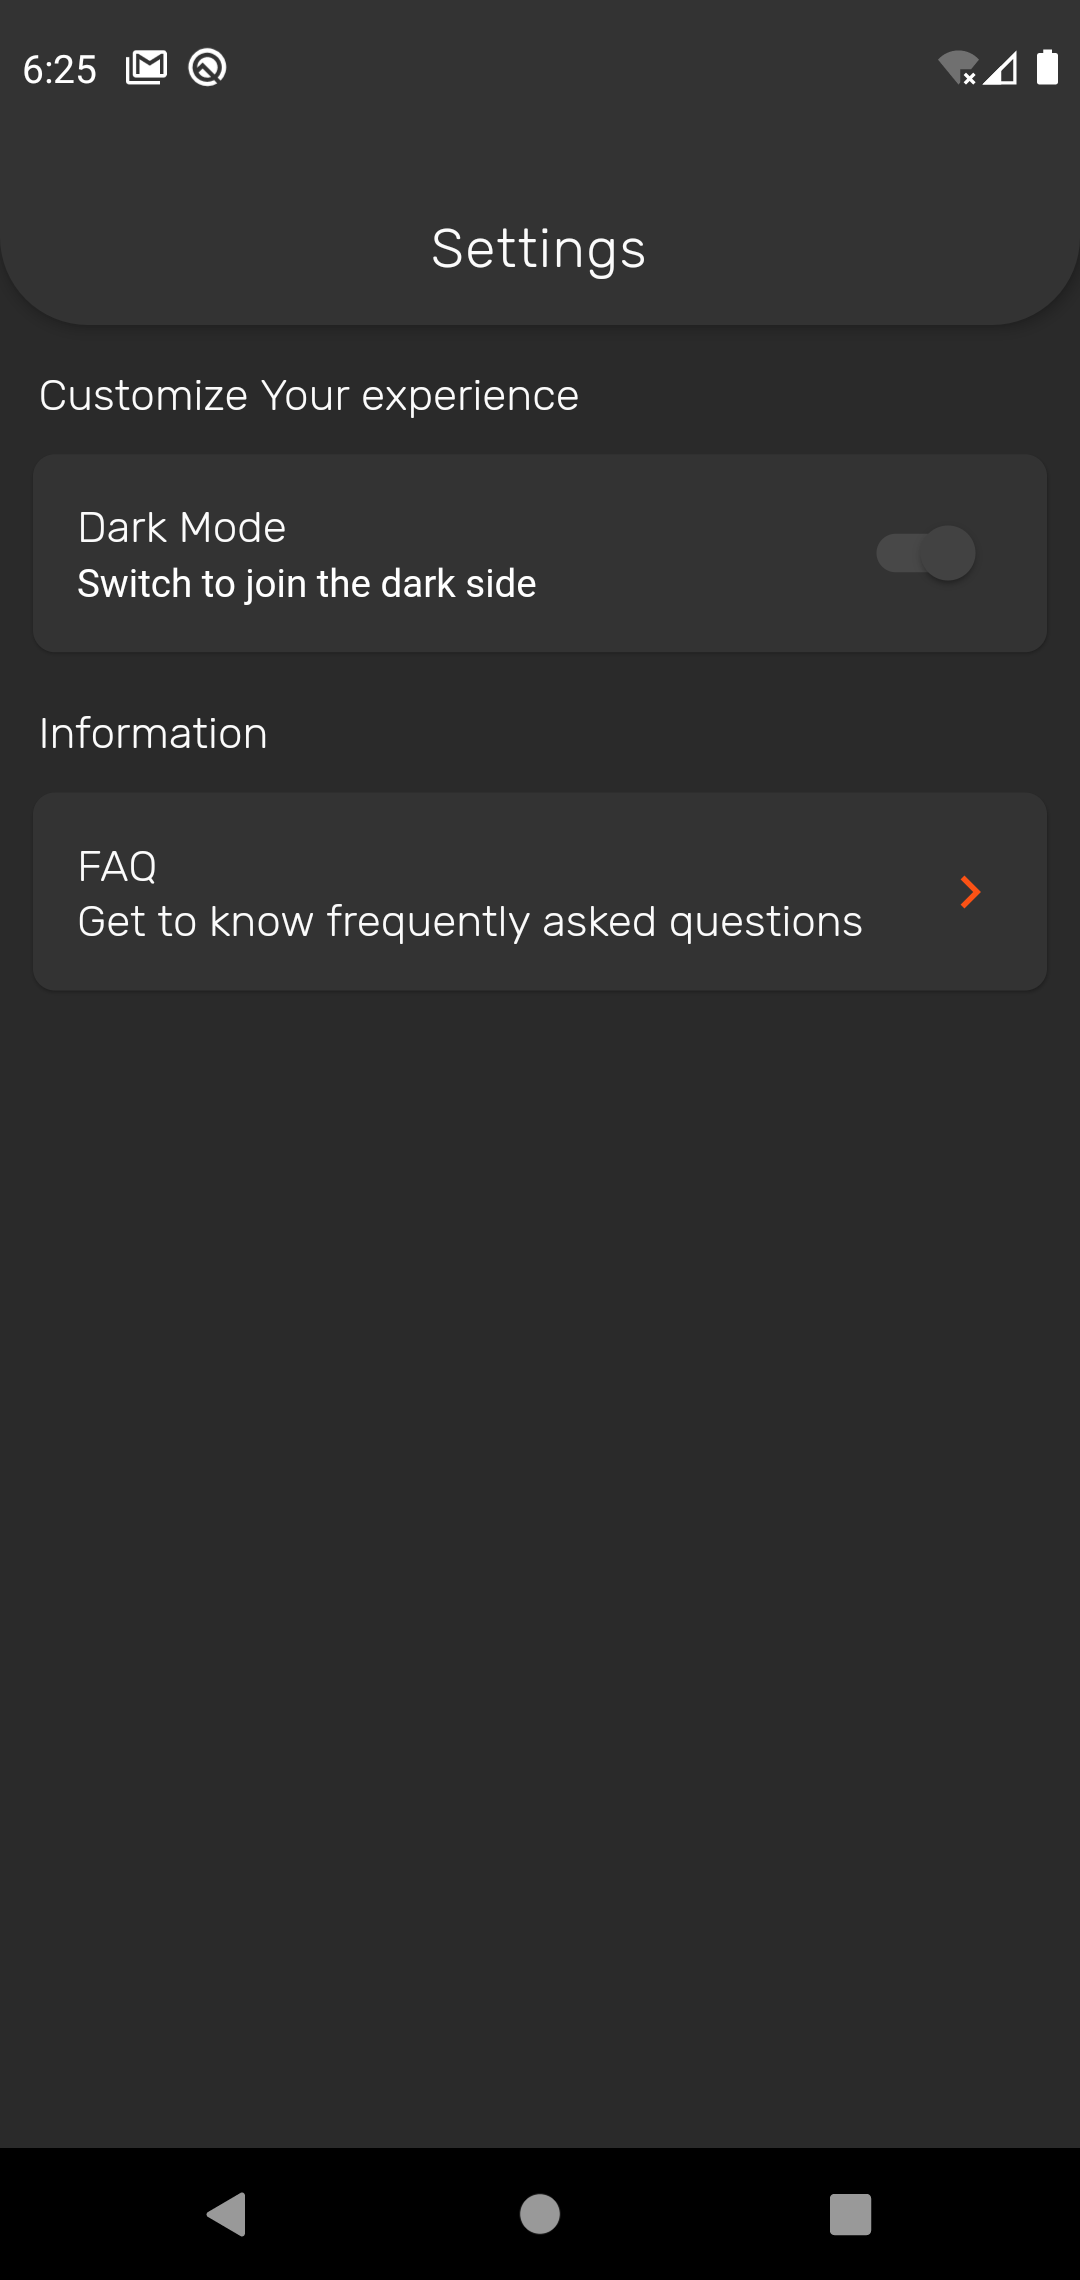 6:25
Settings
Customize Your experience
Dark Mode
Switch to join the dark side
Information
FAQ
Get to know frequently asked questions